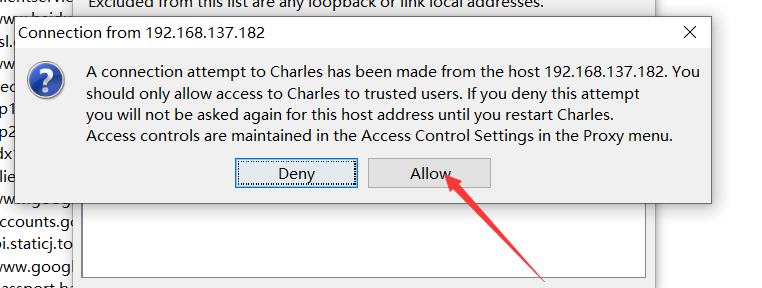 Excluded from this list are any loopback or link local addresses.
Connection from 192.168.137.182
A connection attempt to Charles has been made from the host 192.168.137.182. You
should only allow access to Charles to trusted users. If you deny this attempt
you will not be asked again for this host address until you restart Charles.
Access controls are maintained in the Access Control Settings in the Proxy menu.
Deny
Allow
accounts.go
pi.staticj.to
www.goog